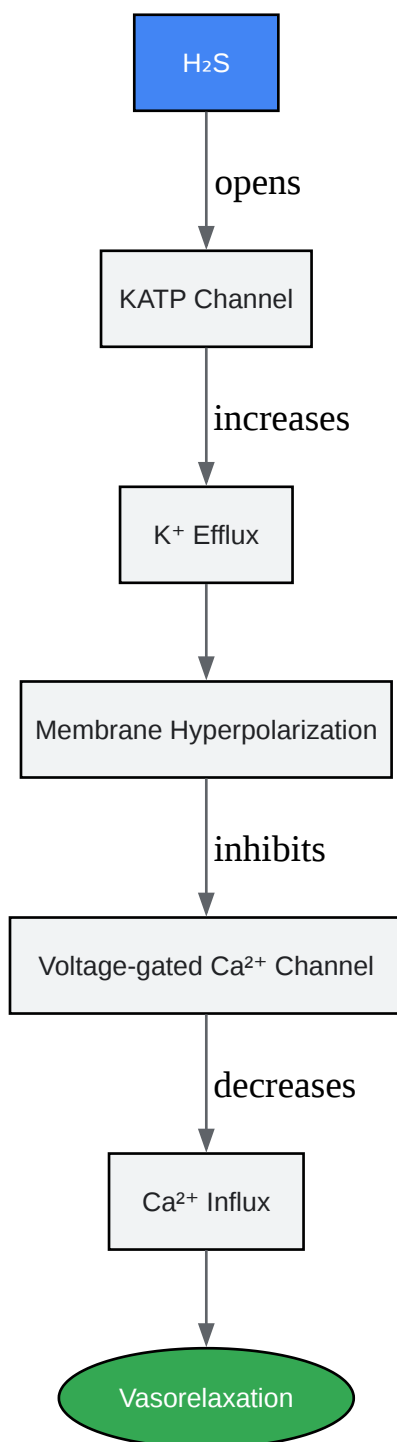 H₂S
opens
KATP Channel
increases
K⁺ Efflux
Membrane Hyperpolarization
inhibits
Voltage-gated Ca²⁺ Channel
decreases
Ca²⁺ Influx
Vasorelaxation